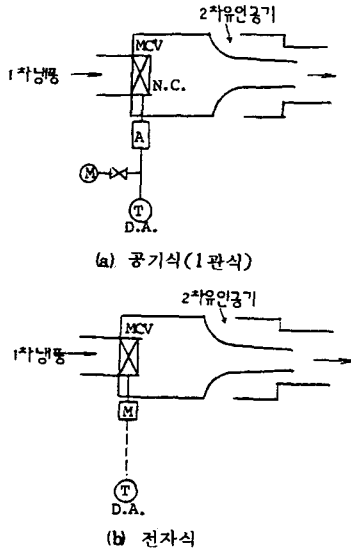 2차유인공기
MCV
1차냉풍
N.C.
A
M
T
D.A.
(a) 공기식(1관식)
2차유인공기
MCV
1차냉풍
M
T
D.A.
(b) 전자식